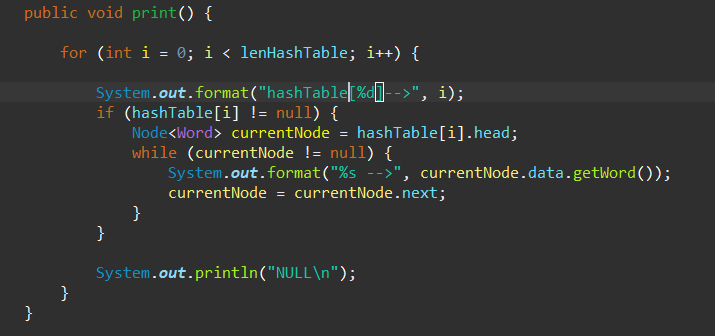 public void print() {
for (int i = 0; i < lenHashTable; i++) {
System.out.format("hashTable[%d]-->", i);
if (hashTable[i] != null) {
Node<Word> currentNode = hashTable[i].head;
while (currentNode != null) {
System.out.format("%s -->", currentNode.data.getWord());
currentNode = currentNode.next;
}
}
System.out.println("NULL\n");
}
}